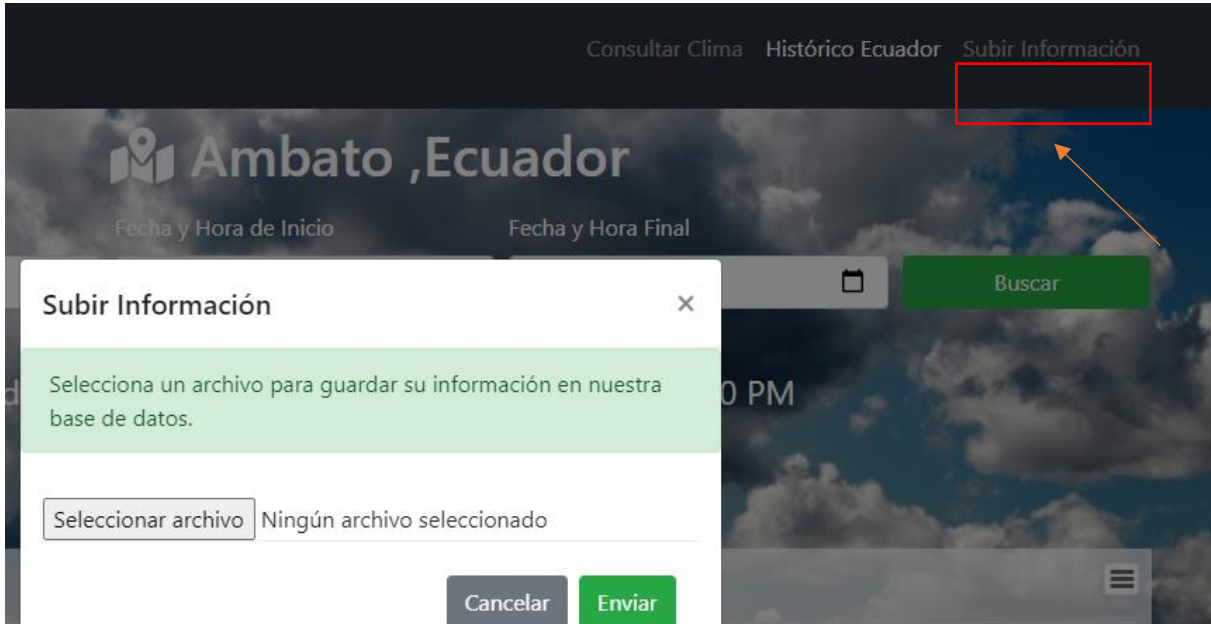 Consultar Clima Histórico Ecuador Subir Información
Ambato ,Ecuador
Fecha y Hora de Inicio Fecha y Hora Final
Buscar
Subir Información ×
Selecciona un archivo para guardar su información en nuestra
base de datos.
0 PM
Seleccionar archivo Ningún archivo seleccionado
Cancelar Enviar